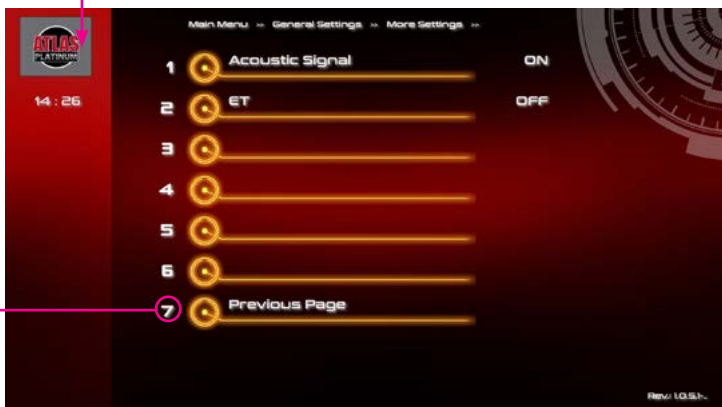 Main Menu » General Settings » More Settings »
ATLAS
PLATINUM
14 : 26
1 Acoustic Signal ON
2 ET OFF
3
4
5
6
7 Previous Page
Rev.: 1.0.5.1-.